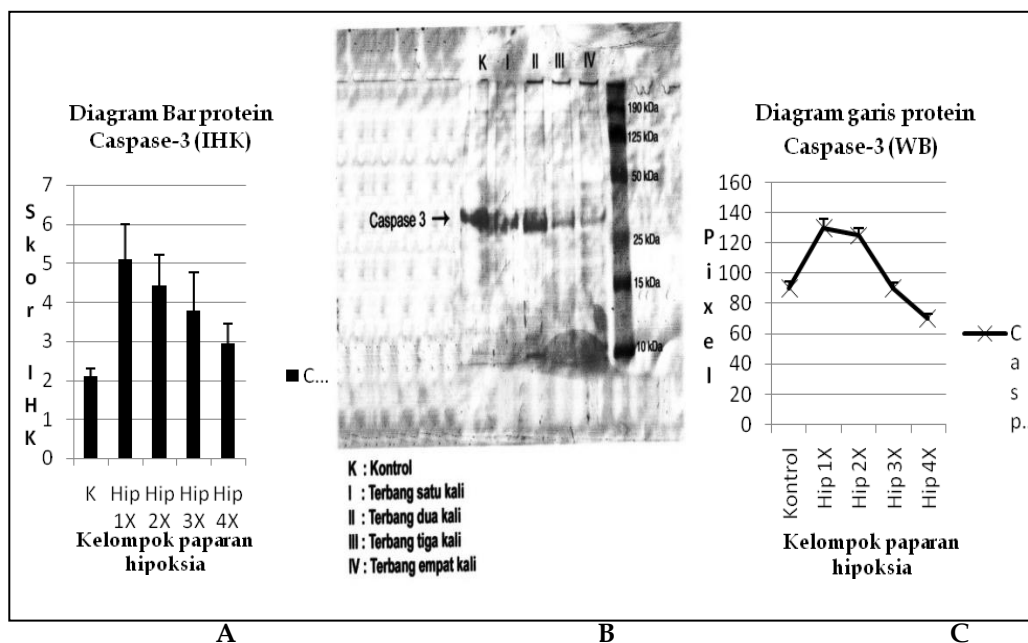 Diagram Bar protein
Caspase-3 (IHK)
7
6
5
4
3
2
1
0
Skor IHK
K Hip Hip Hip Hip
1X 2X 3X 4X
Kelompok paparan
hipoksia
C...
K I II III IV
190 kDa
125 kDa
50 kDa
Caspase 3 →
25 kDa
15 kDa
10 kDa
K : Kontrol
I : Terbang satu kali
II : Terbang dua kali
III : Terbang tiga kali
IV : Terbang empat kali
Diagram garis protein
Caspase-3 (WB)
160
140
120
100
80
60
40
20
0
Pixel
Kontrol
Hip 1X
Hip 2X
Hip 3X
Hip 4X
Kelompok paparan
hipoksia
C
a
s
p..
A B C